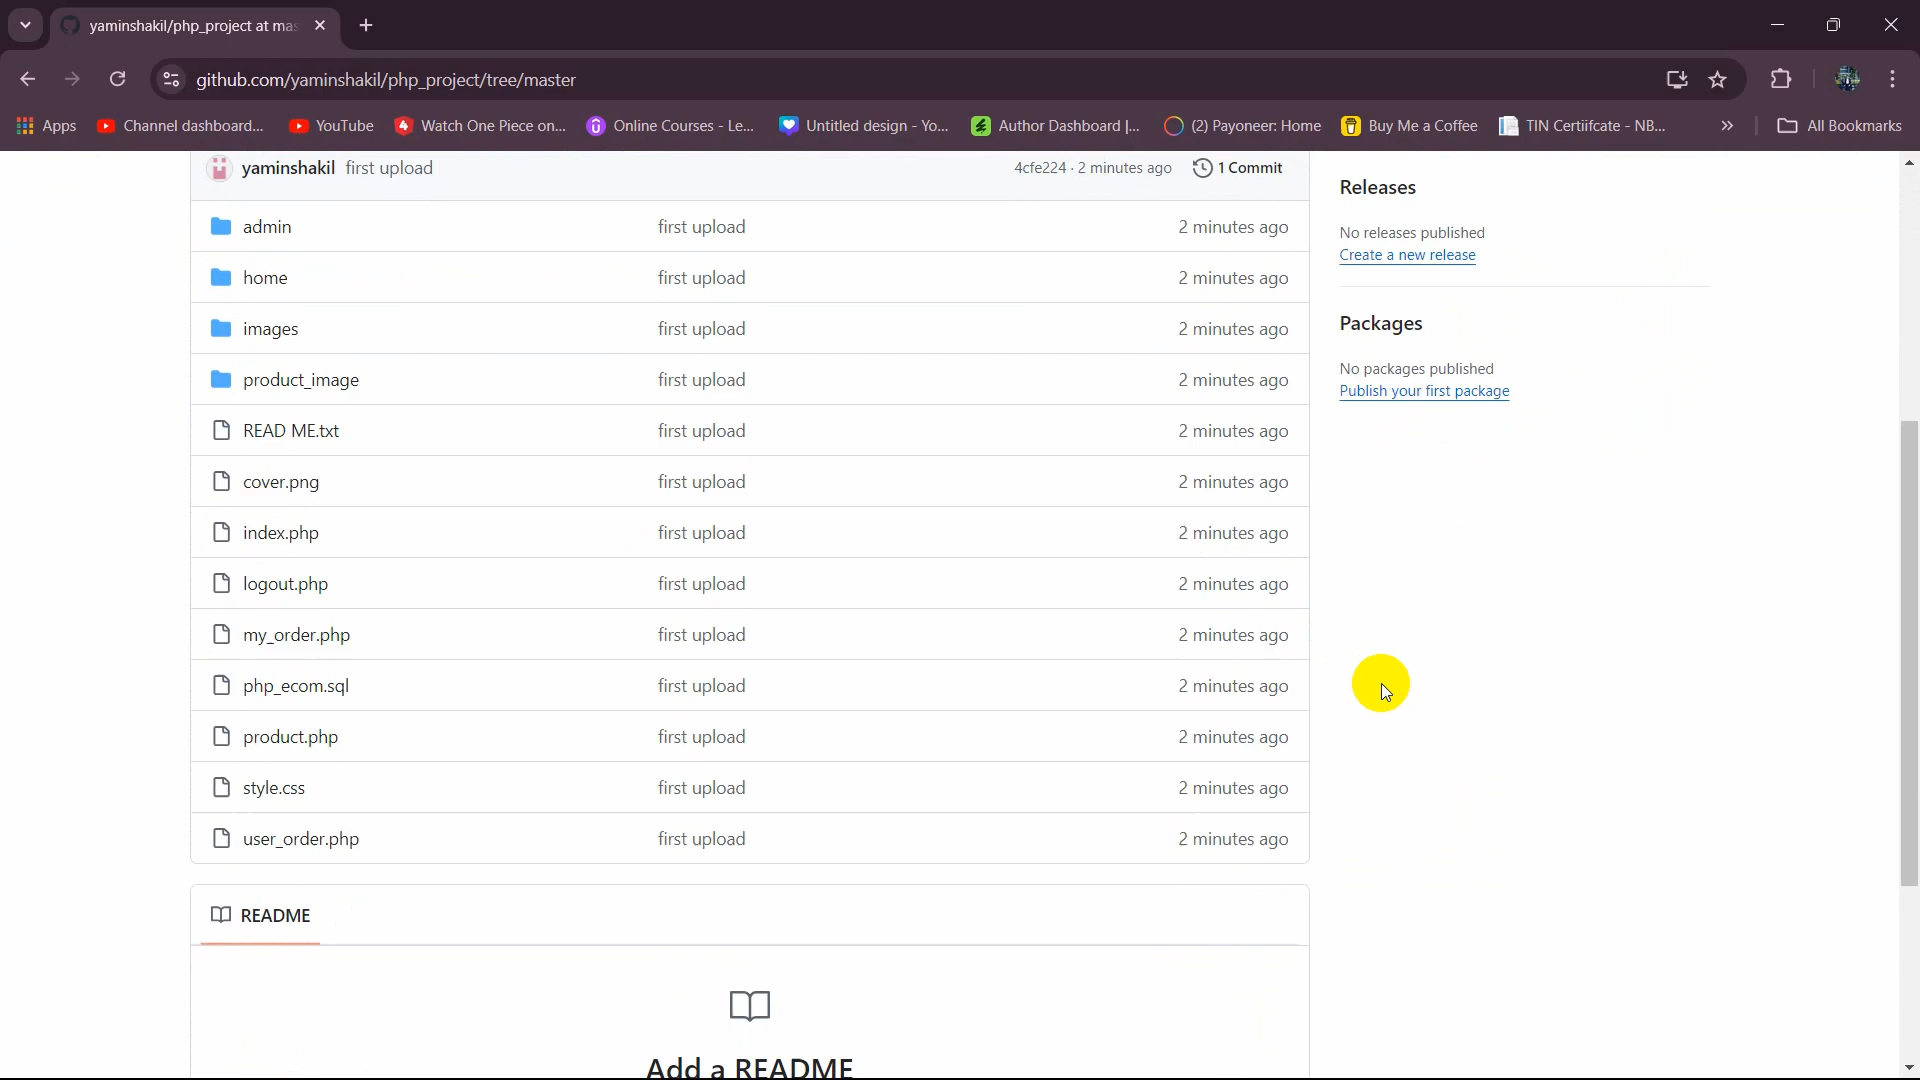 yaminshakil/php_project at mas
github.com/yaminshakil/php_project/tree/master
Apps
Channel dashboard...
YouTube
Watch One Piece on...
Online Courses - Le...
Untitled design - Yo...
Author Dashboard |...
(2) Payoneer: Home
Buy Me a Coffee
TIN Certiifcate - NB...
All Bookmarks
yaminshakil first upload 4cfe224 · 2 minutes ago 1 Commit
admin first upload 2 minutes ago
home first upload 2 minutes ago
images first upload 2 minutes ago
product_image first upload 2 minutes ago
READ ME.txt first upload 2 minutes ago
cover.png first upload 2 minutes ago
index.php first upload 2 minutes ago
logout.php first upload 2 minutes ago
my_order.php first upload 2 minutes ago
php_ecom.sql first upload 2 minutes ago
product.php first upload 2 minutes ago
style.css first upload 2 minutes ago
user_order.php first upload 2 minutes ago
README
Add a README
Releases
No releases published
Create a new release
Packages
No packages published
Publish your first package